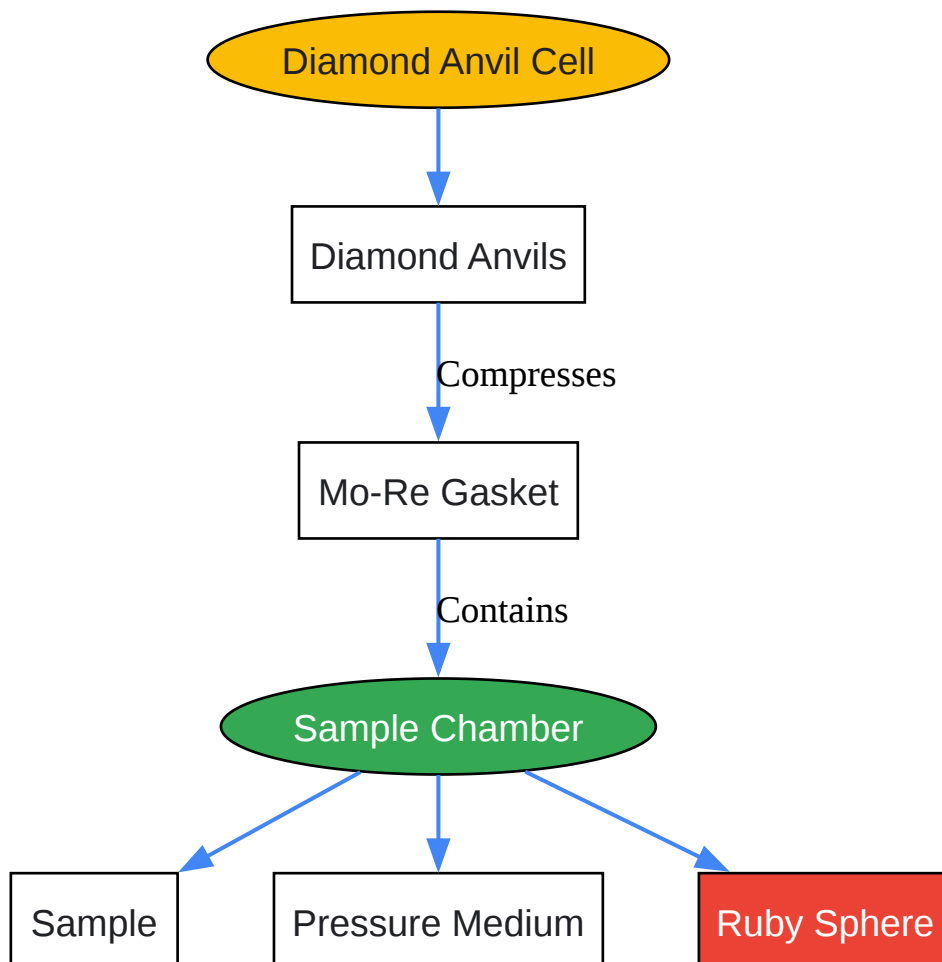 Diamond Anvil Cell
Diamond Anvils
Compresses
Mo-Re Gasket
Contains
Sample Chamber
Sample
Pressure Medium
Ruby Sphere